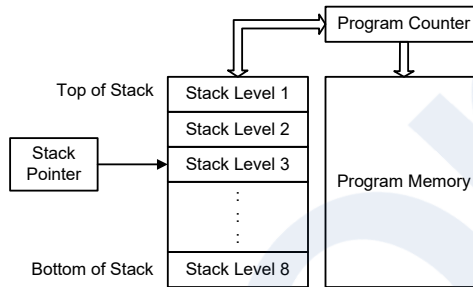 Program Counter
Top of Stack
Stack Level 1
Stack Level 2
Stack
Pointer
Stack Level 3
:
:
:
Program Memory
Bottom of Stack
Stack Level 8